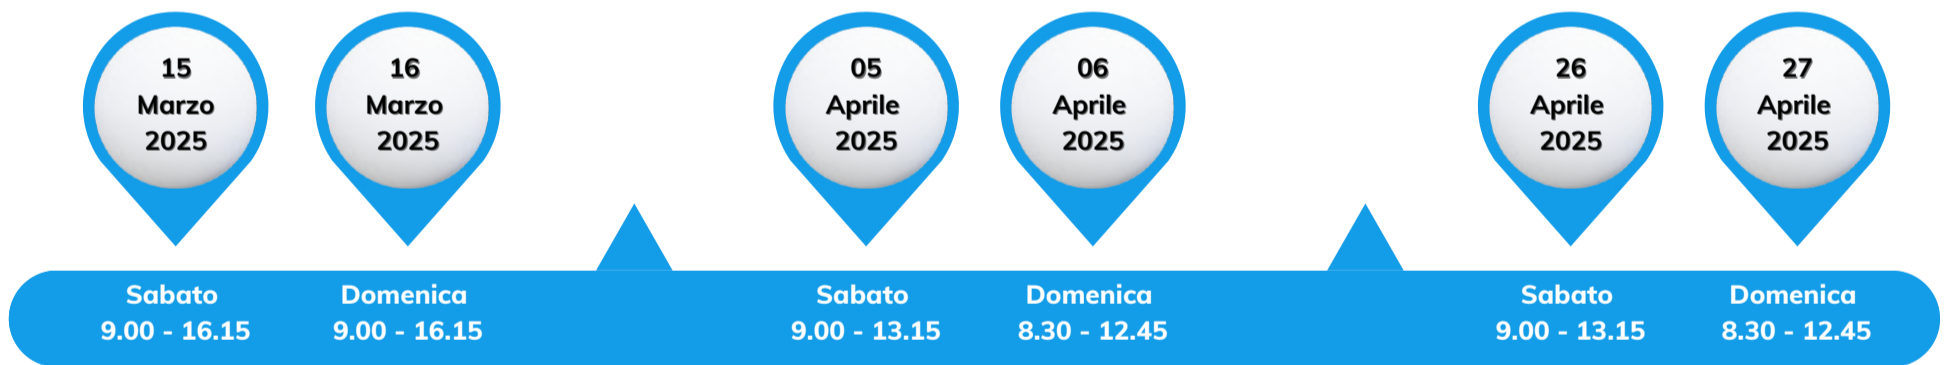 15
Marzo
2025
16
Marzo
2025
05
Aprile
2025
06
Aprile
2025
26
Aprile
2025
27
Aprile
2025
Sabato
9.00 - 16.15
Domenica
9.00 - 16.15
Sabato
9.00 - 13.15
Domenica
8.30 - 12.45
Sabato
9.00 - 13.15
Domenica
8.30 - 12.45